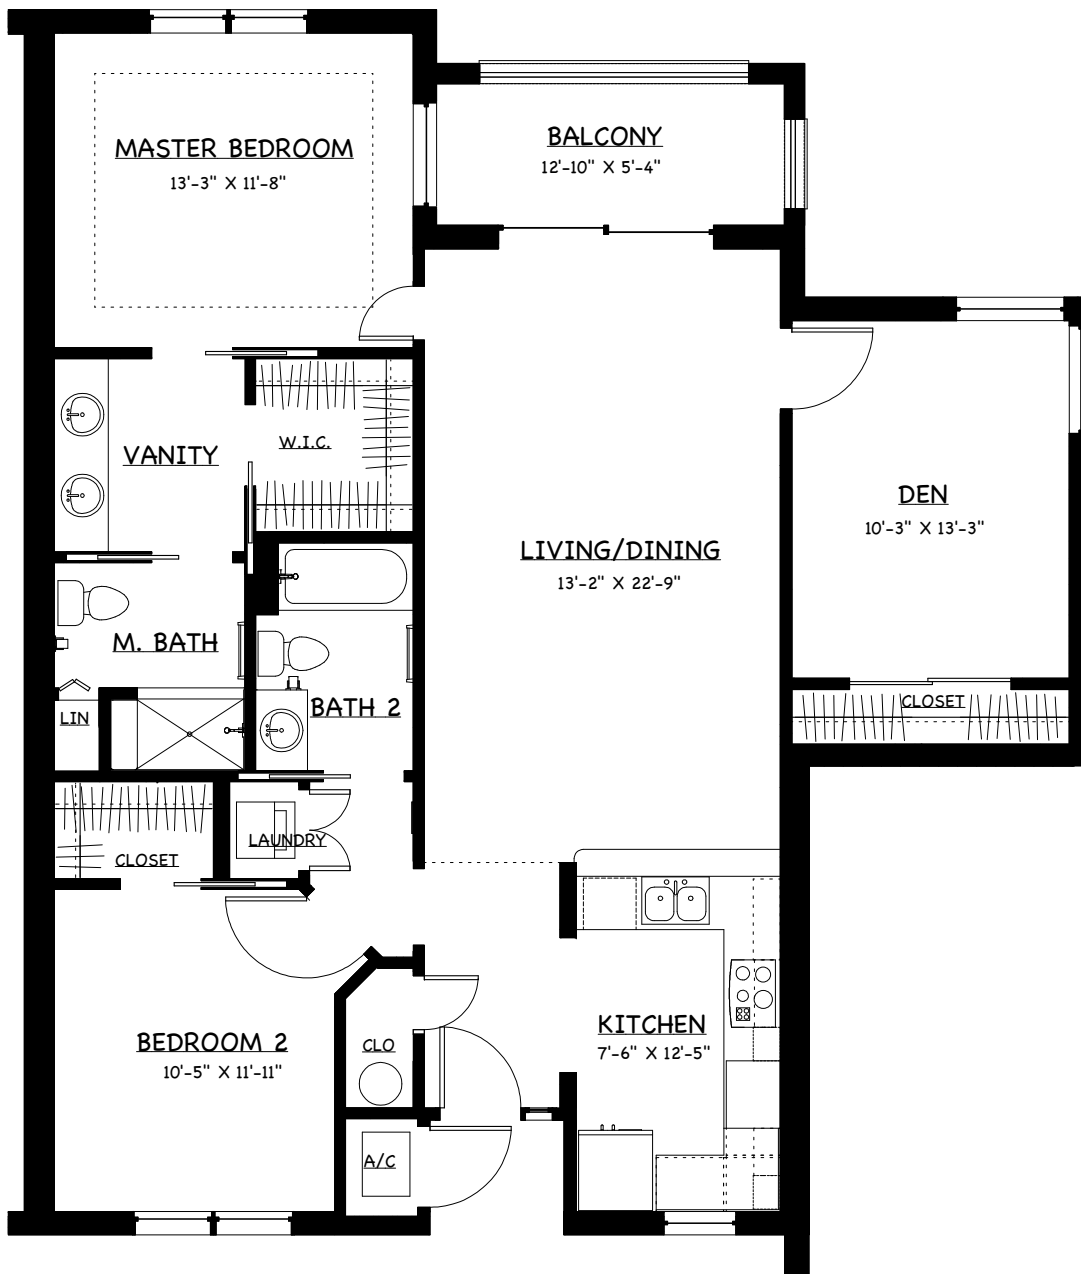 MASTER BEDROOM
13'-3" X 11'-8"
BALCONY
12'-10" X 5'-4"
VANITY
W.I.C.
DEN
10'-3" X 13'-3"
LIVING/DINING
13'-2" X 22'-9"
M. BATH
BATH 2
LIN
CLOSET
LAUNDRY
CLOSET
KITCHEN
7'-6" X 12'-5"
BEDROOM 2
10'-5" X 11'-11"
CLO
A/C